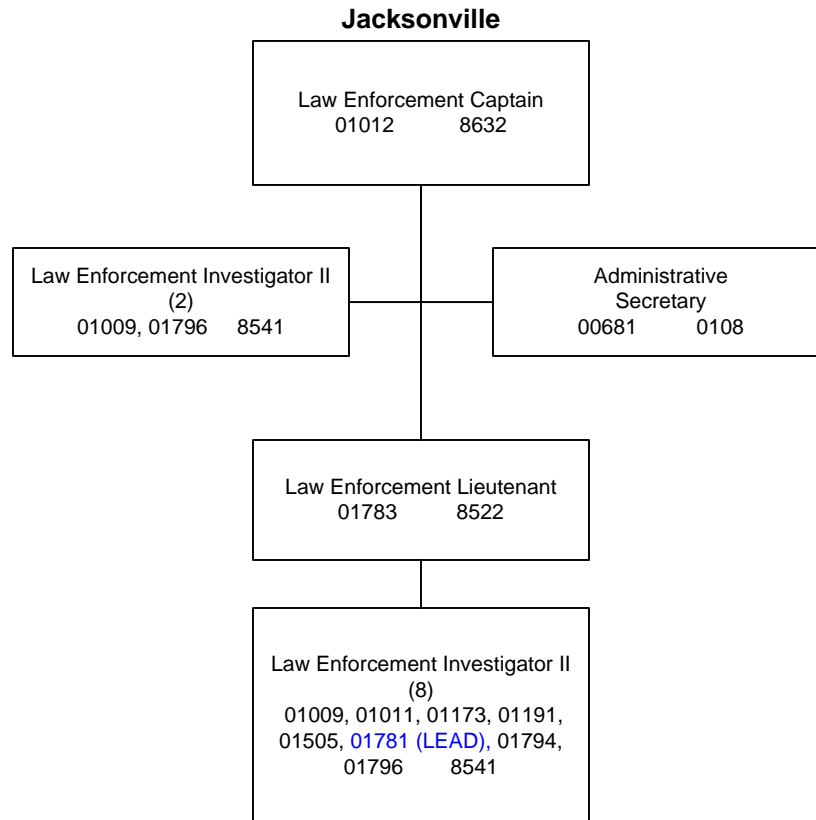 Jacksonville
Law Enforcement Captain
01012 8632
Law Enforcement Investigator II
(2)
01009, 01796 8541
Administrative
Secretary
00681 0108
Law Enforcement Lieutenant
01783 8522
Law Enforcement Investigator II
(8)
01009, 01011, 01173, 01191,
01505, 01781 (LEAD), 01794,
01796 8541